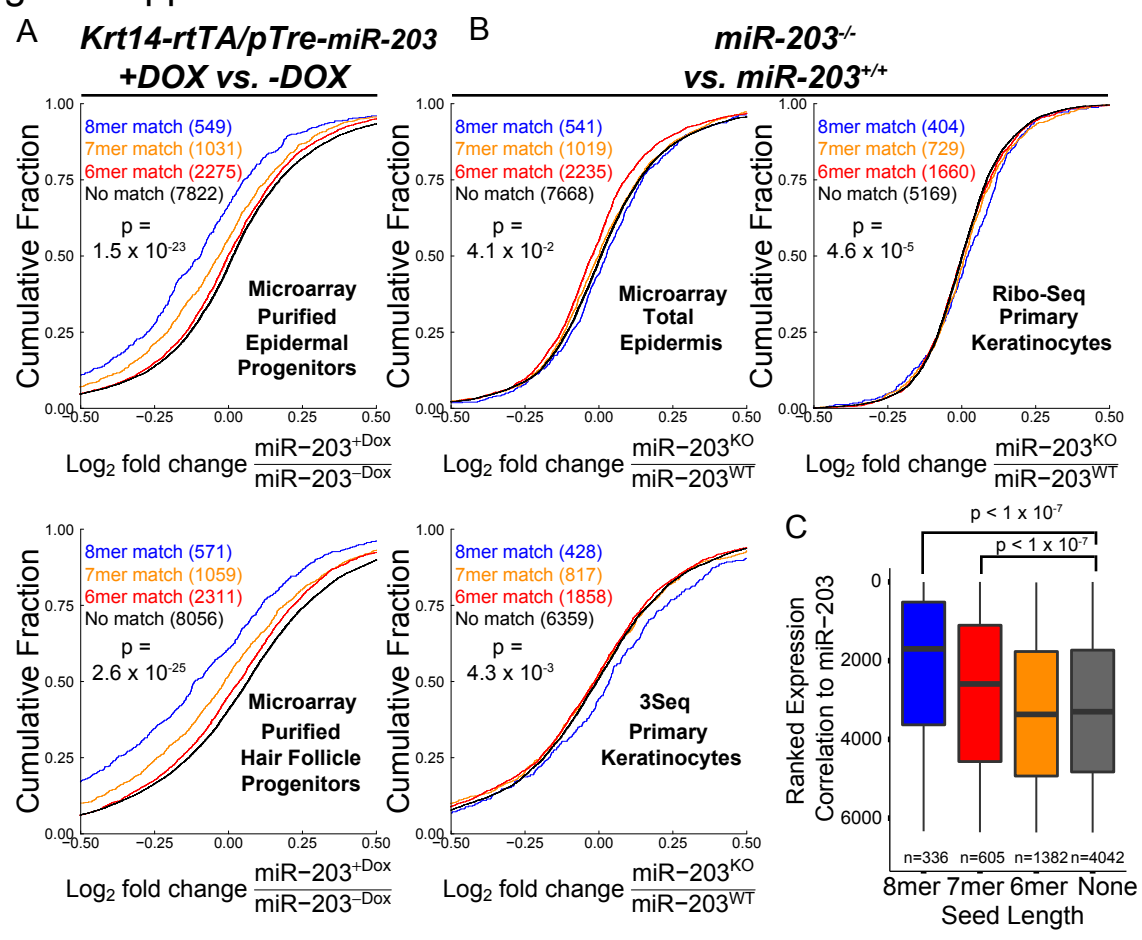 A
Krt14-rtTA/pTre-miR-203
+DOX vs. -DOX
B
miR-203-/-
vs. miR-203+/+
Cumulative Fraction
1.00
0.75
0.50
0.25
0.00
8mer match (549)
7mer match (1031)
6mer match (2275)
No match (7822)
p =
1.5 x 10-23
Microarray
Purified
Epidermal
Progenitors
−0.50 −0.25 0.00 0.25 0.50
Log2 fold change miR−203+Dox
miR−203−Dox
Cumulative Fraction
1.00
0.75
0.50
0.25
0.00
8mer match (541)
7mer match (1019)
6mer match (2235)
No match (7668)
p =
4.1 x 10-2
Microarray
Total
Epidermis
−0.50 −0.25 0.00 0.25 0.50
Log2 fold change miR−203KO
miR−203WT
Cumulative Fraction
1.00
0.75
0.50
0.25
0.00
8mer match (404)
7mer match (729)
6mer match (1660)
No match (5169)
p =
4.6 x 10-5
Ribo-Seq
Primary
Keratinocytes
−0.50 −0.25 0.00 0.25 0.50
Log2 fold change miR−203KO
miR−203WT
Cumulative Fraction
1.00
0.75
0.50
0.25
0.00
8mer match (571)
7mer match (1059)
6mer match (2311)
No match (8056)
p =
2.6 x 10-25
Microarray
Purified
Hair Follicle
Progenitors
−0.50 −0.25 0.00 0.25 0.50
Log2 fold change miR−203+Dox
miR−203−Dox
Cumulative Fraction
1.00
0.75
0.50
0.25
0.00
8mer match (428)
7mer match (817)
6mer match (1858)
No match (6359)
p =
4.3 x 10-3
3Seq
Primary
Keratinocytes
−0.50 −0.25 0.00 0.25 0.50
Log2 fold change miR−203KO
miR−203WT
C
p < 1 x 10-7
p < 1 x 10-7
Ranked Expression
Correlation to miR−203
0
2000
4000
6000
n=336 n=605 n=1382 n=4042
8mer 7mer 6mer None
Seed Length